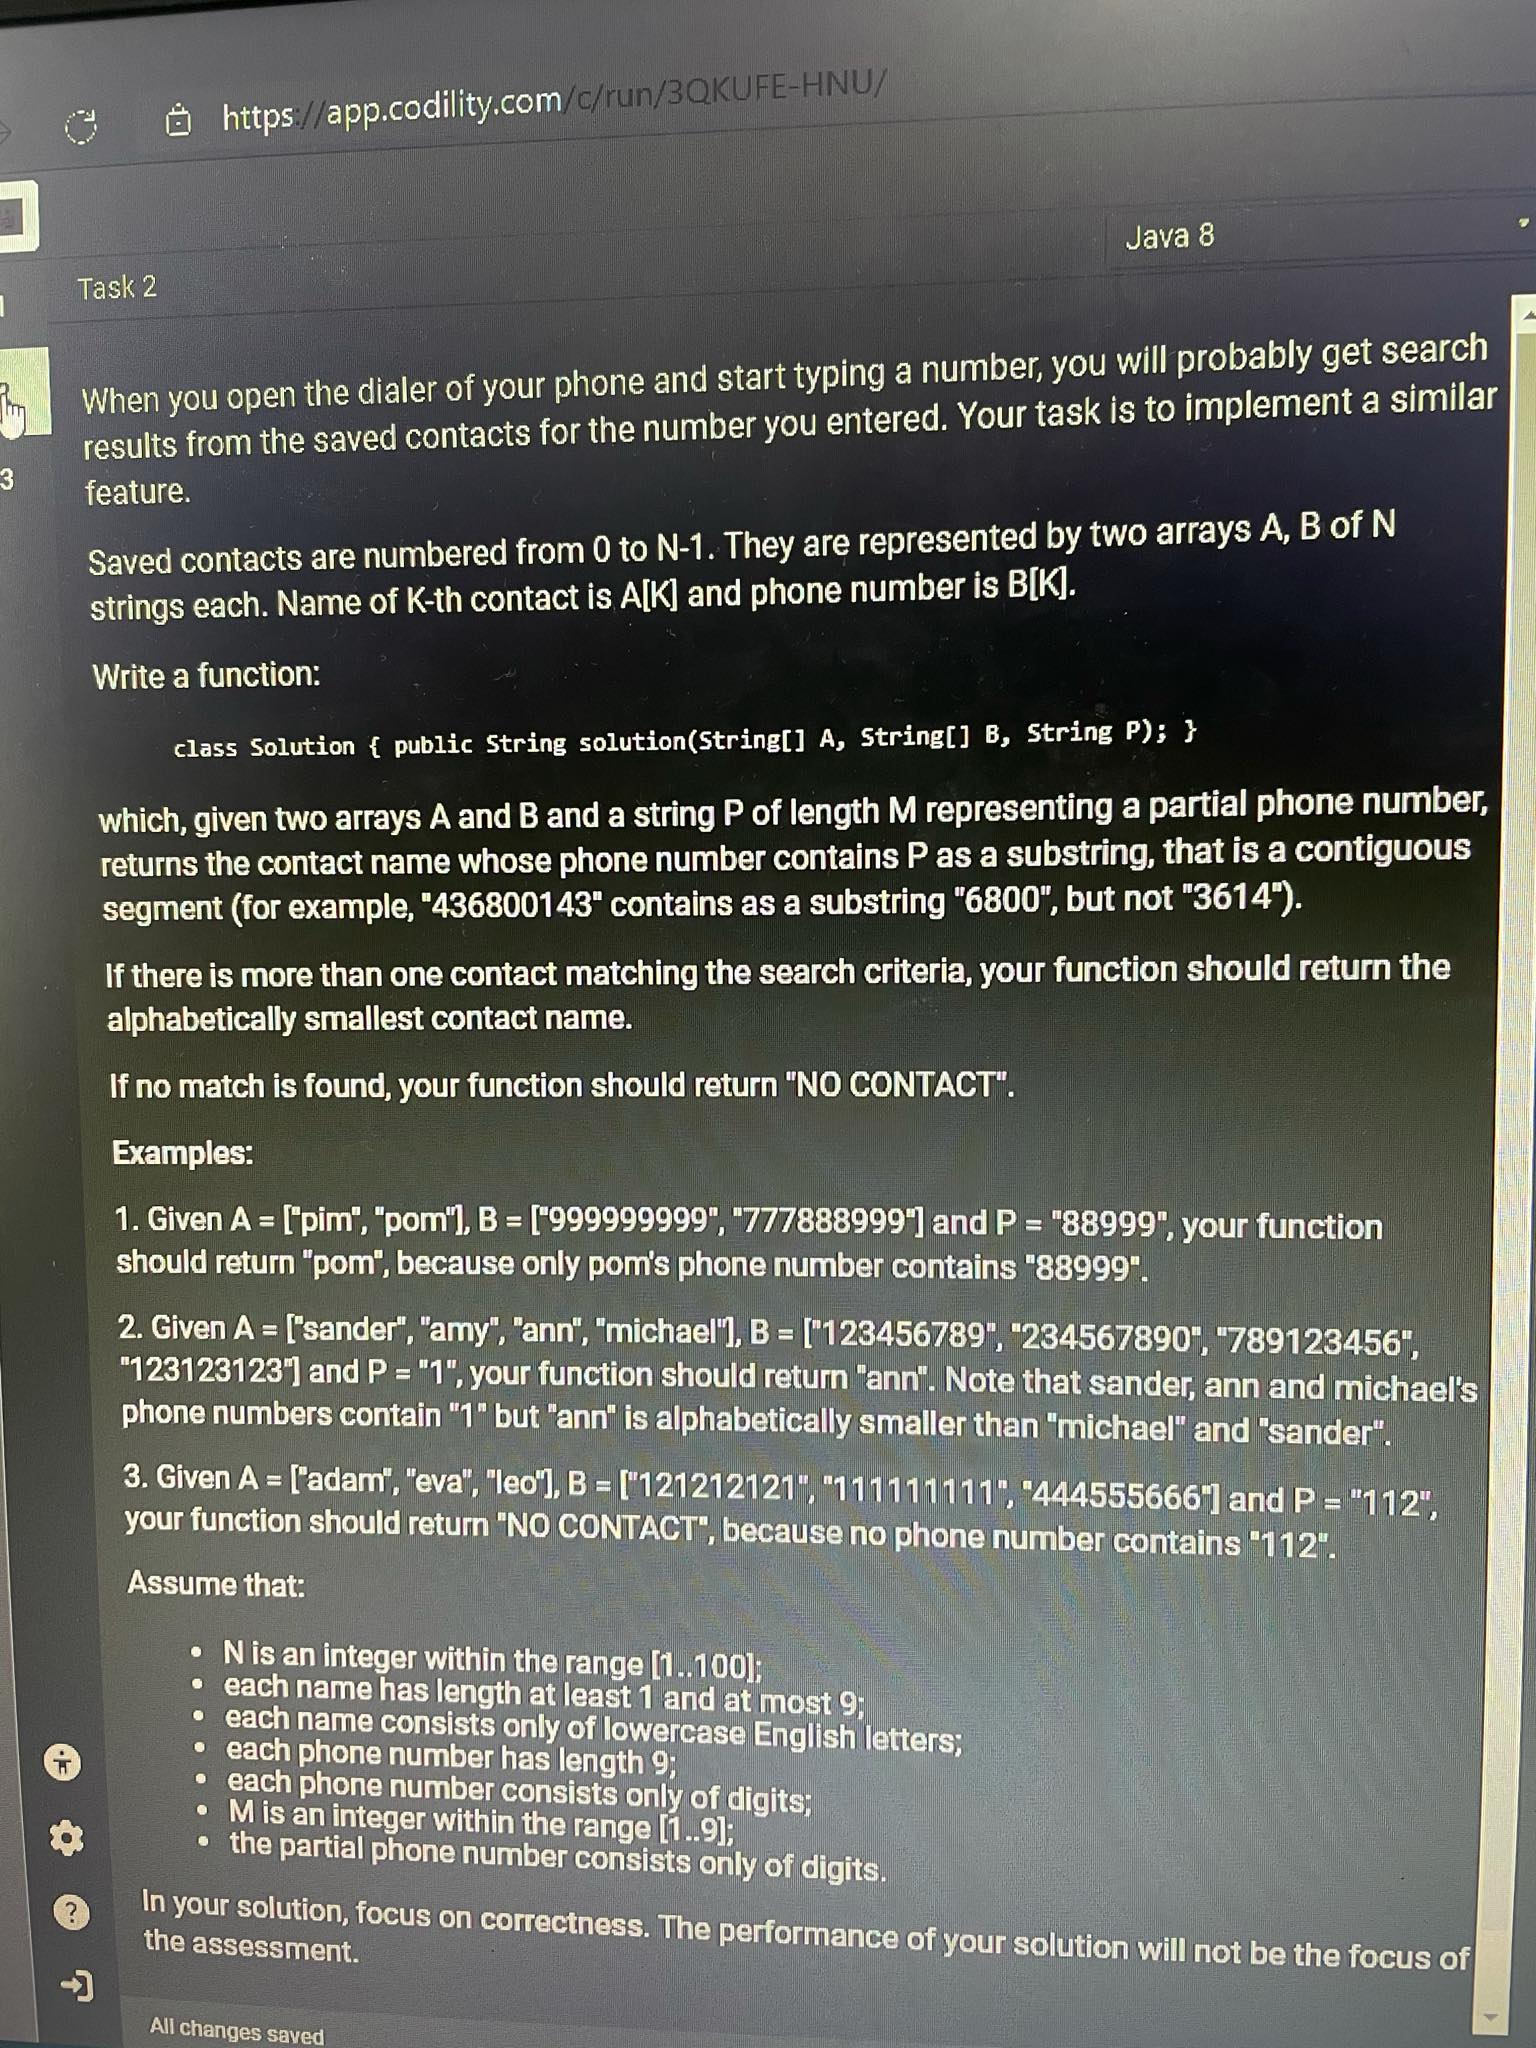 https://app.codility.com/c/run/3QKUFE-HNU/
Java 8
Task 2
When you open the dialer of your phone and start typing a number, you will probably get search
results from the saved contacts for the number you entered. Your task is to implement a similar
feature.
3
Saved contacts are numbered from 0 to N-1. They are represented by two arrays A, B of N
strings each. Name of K-th contact is A[K] and phone number is B[K].
Write a function:
class Solution { public String solution(String[] A, String[] B, String P); }
which, given two arrays A and B and a string P of length M representing a partial phone number,
returns the contact name whose phone number contains P as a substring, that is a contiguous
segment (for example, "436800143" contains as a substring "6800", but not "3614").
If there is more than one contact matching the search criteria, your function should return the
alphabetically smallest contact name.
If no match is found, your function should return "NO CONTACT".
Examples:
1. Given A = ["pim", "pom"], B = ["999999999", "777888999"] and P = "88999", your function
should return "pom", because only pom's phone number contains "88999".
2. Given A = ["sander", "amy", "ann", "michael"], B = ["123456789", "234567890", "789123456",
"123123123"] and P = "1", your function should return "ann". Note that sander, ann and michael's
phone numbers contain "1" but "ann" is alphabetically smaller than "michael" and "sander".
3. Given A = ["adam", "eva", "leo"], B = ["121212121", "111111111", "444555666"] and P = "112",
your function should return "NO CONTACT", because no phone number contains "112".
Assume that:
• N is an integer within the range [1..100];
• each name has length at least 1 and at most 9;
• each name consists only of lowercase English letters;
• each phone number has length 9;
• each phone number consists only of digits;
• M is an integer within the range [1..9];
• the partial phone number consists only of digits.
In your solution, focus on correctness. The performance of your solution will not be the focus of
the assessment.
All changes saved